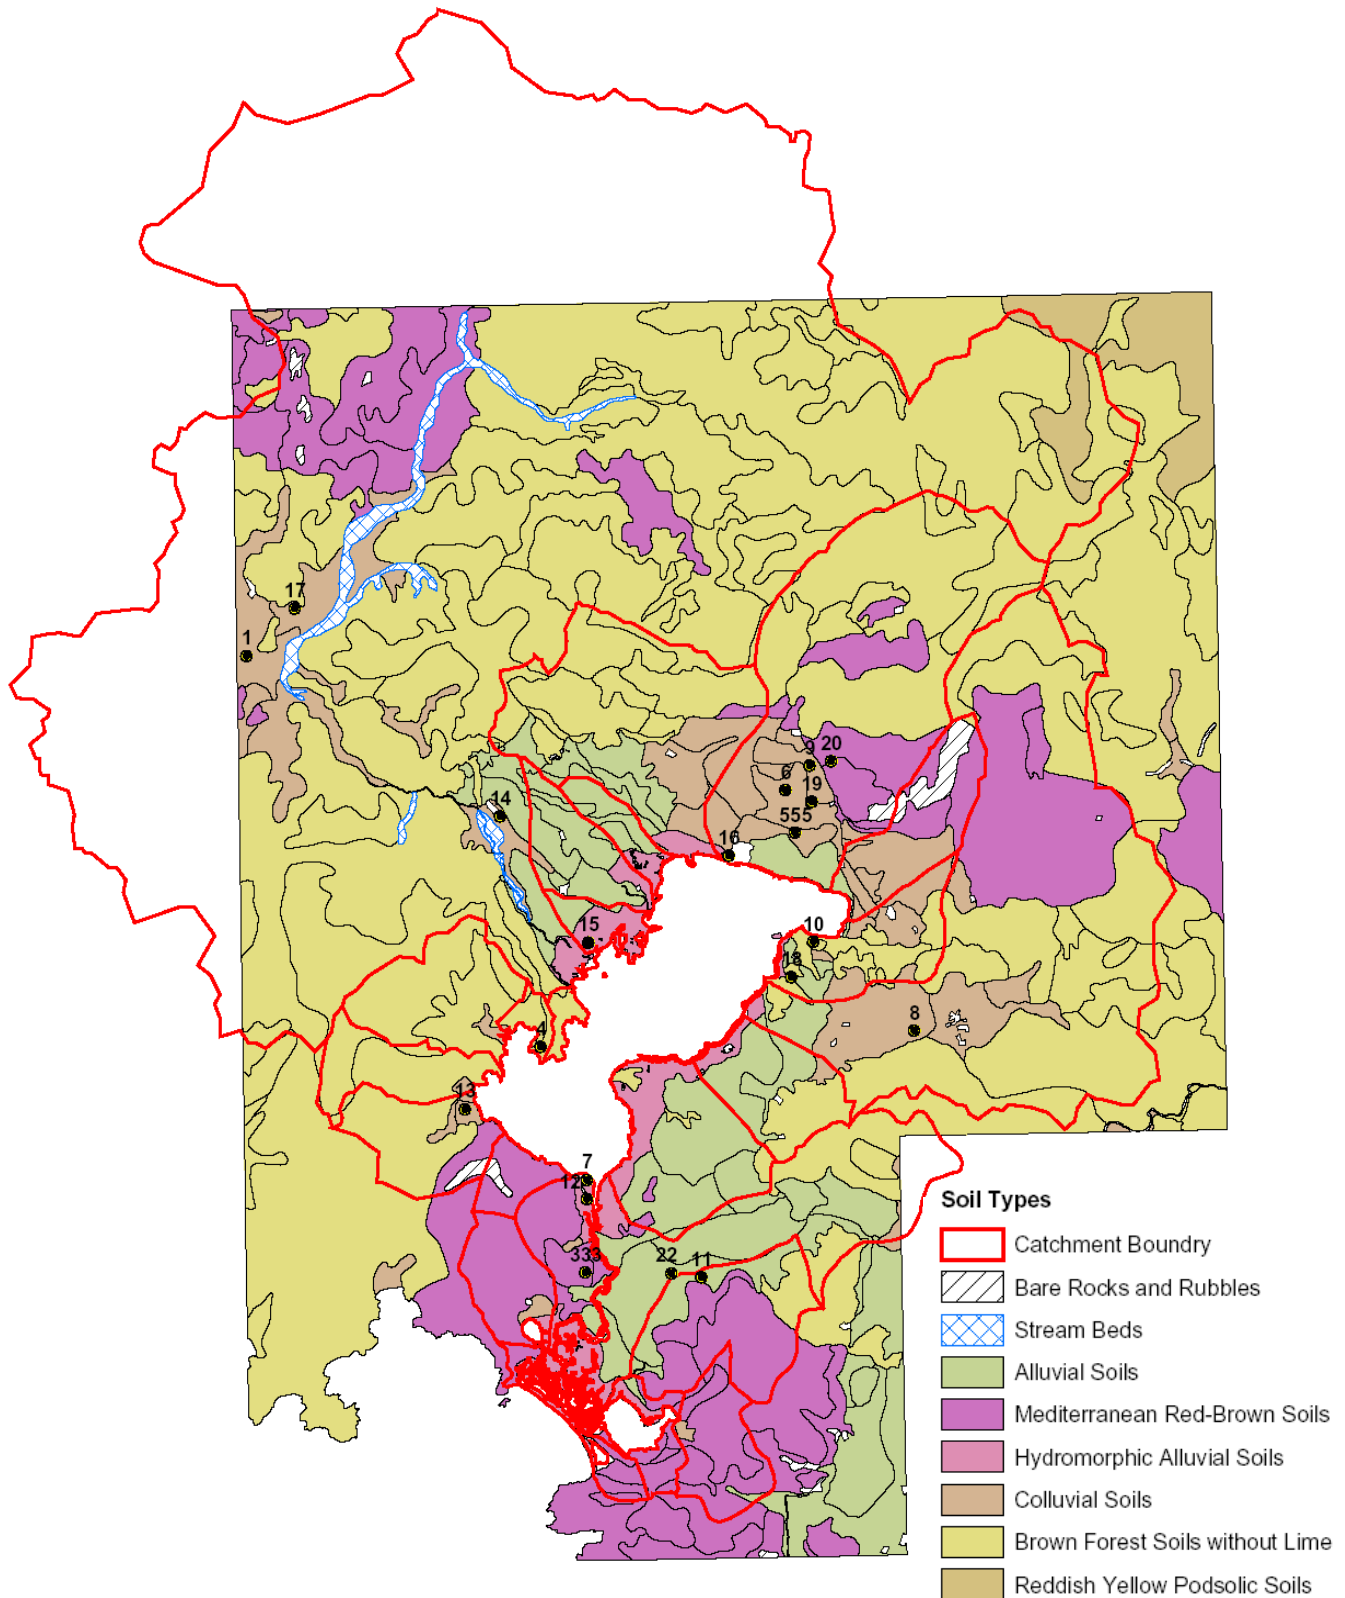 17
1
9 20
6
19
555
14
16
15
10
18
8
4
13
7
12
333
22 11
Soil Types
Catchment Boundry
Bare Rocks and Rubbles
Stream Beds
Alluvial Soils
Mediterranean Red-Brown Soils
Hydromorphic Alluvial Soils
Colluvial Soils
Brown Forest Soils without Lime
Reddish Yellow Podsolic Soils